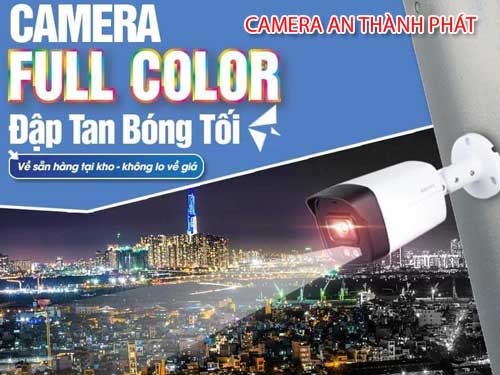 CAMERA
CAMERA AN THÀNH PHÁT
FULL COLOR
Đập Tan Bóng Tối
Về sẵn hàng tại kho - không lo về giá